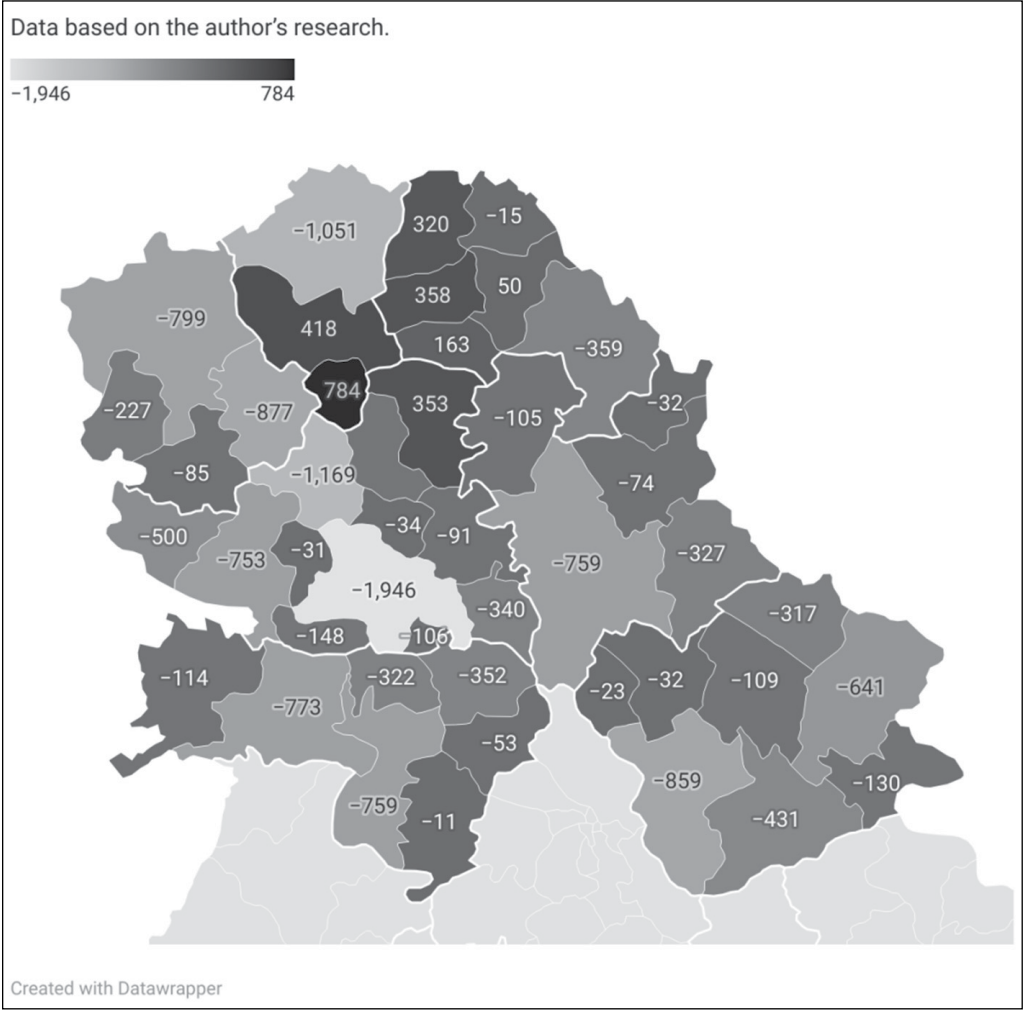 Data based on the author's research.
−1,946 784
−1,051 320 −15
−799 418 358 50
163 −359
−227 −877 784 353 −105 −32
−85 −1,169 −74
−500 −753 −31 −34 −91 −759 −327
−1,946 −340 −317
−148 −106
−114 −773 −322 −352 −23 −32 −109 −641
−53
−759 −11 −859 −431 −130
Created with Datawrapper